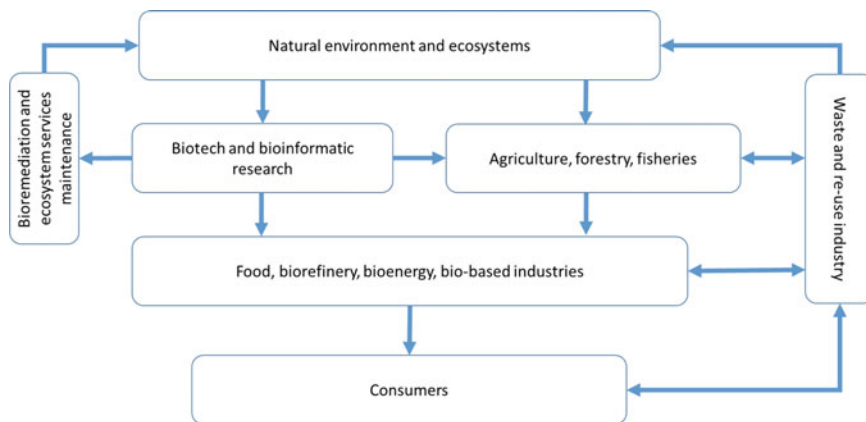 Natural environment and ecosystems
Bioremediation and
ecosystem services
maintenance
Biotech and bioinformatic
research
Agriculture, forestry, fisheries
Waste and re-use industry
Food, biorefinery, bioenergy, bio-based industries
Consumers